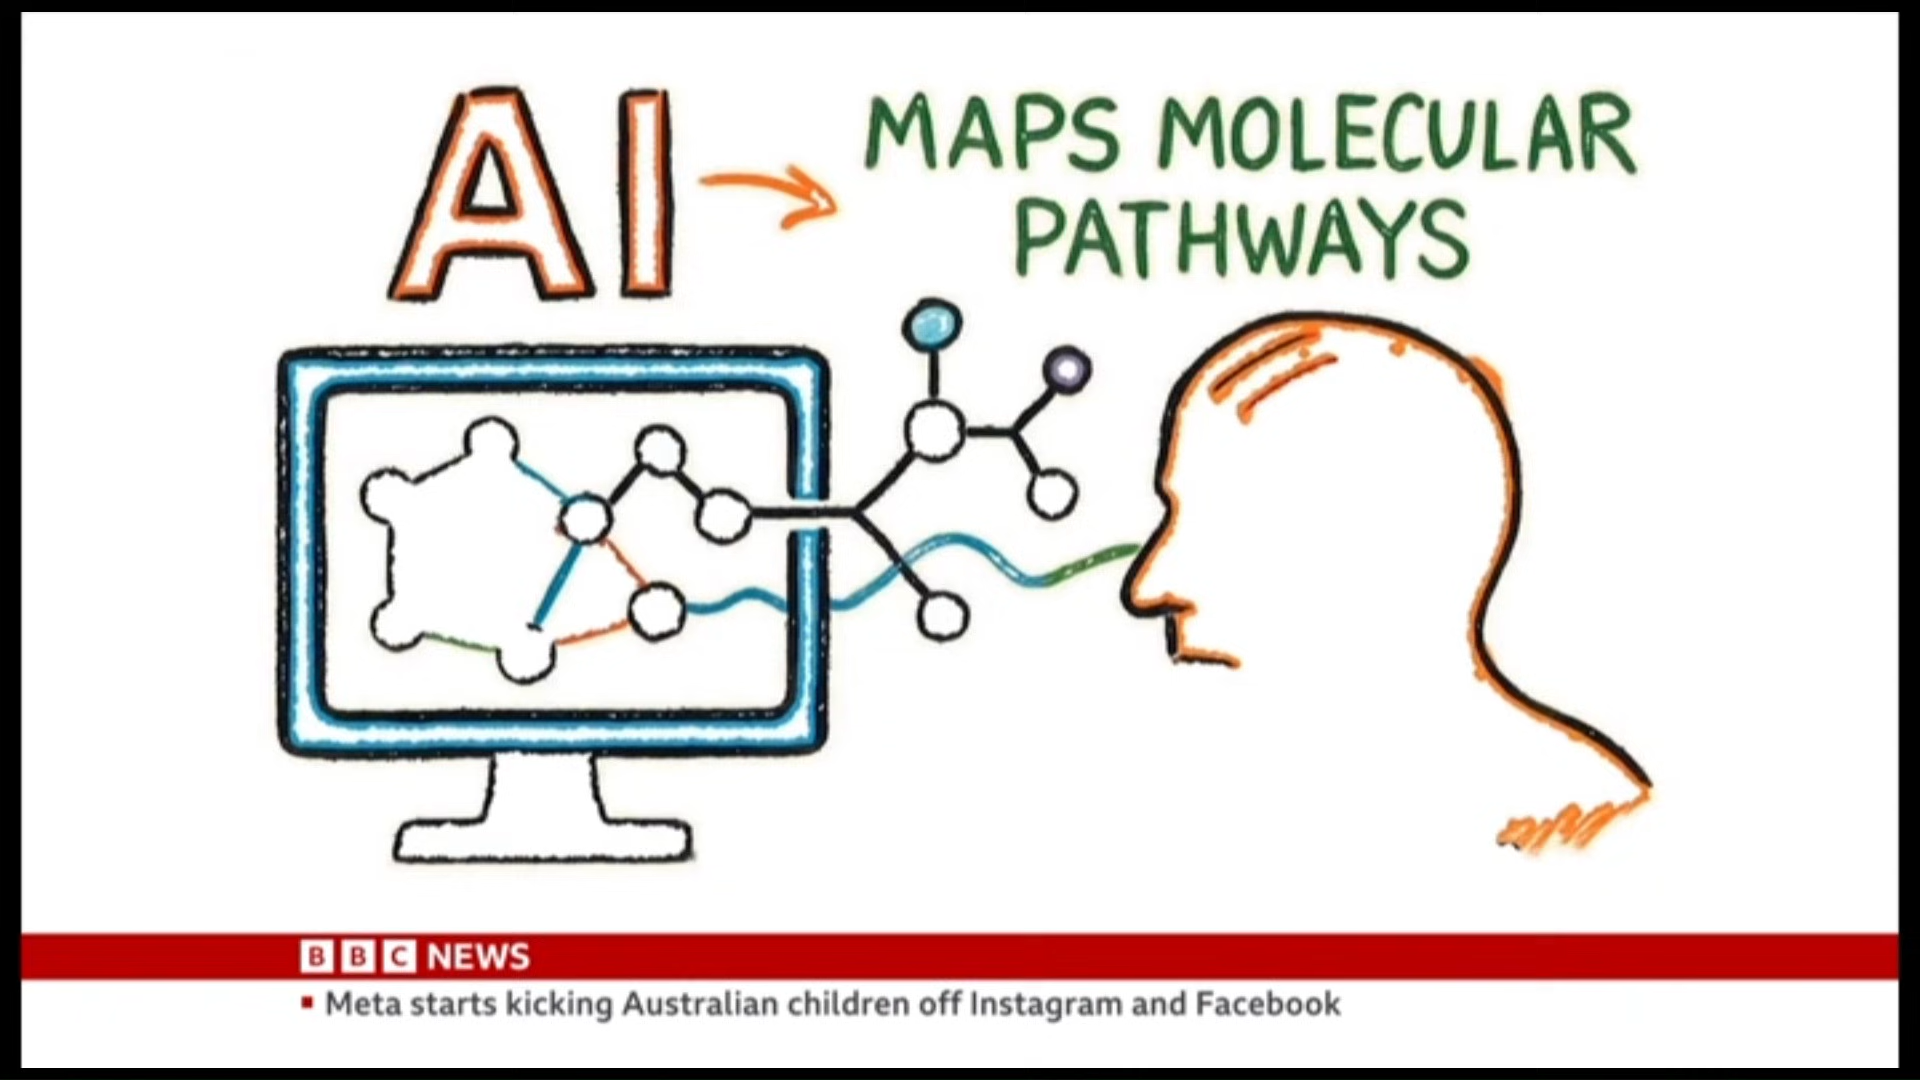 AI
MAPS MOLECULAR
PATHWAYS
BBC NEWS
Meta starts kicking Australian children off Instagram and Facebook